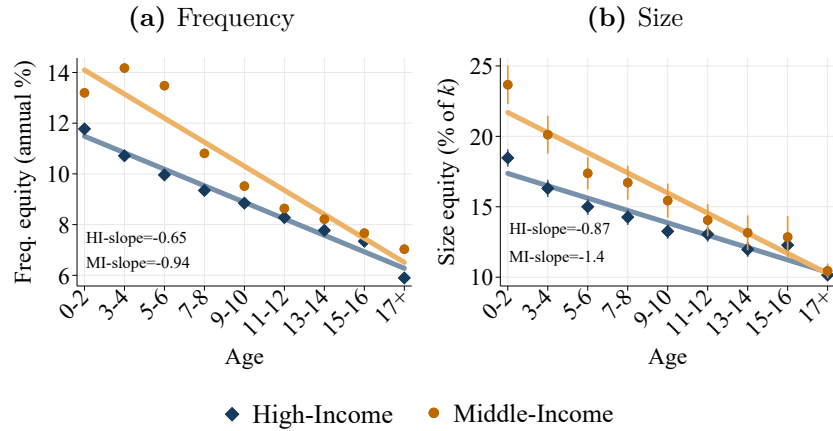 (a) Frequency
Freq. equity (annual %)
14
12
10
8
6
HI-slope=-0.65
MI-slope=-0.94
0-2
3-4
5-6
7-8
9-10
11-12
13-14
15-16
17+
Age
(b) Size
Size equity (% of k)
25
20
15
10
HI-slope=-0.87
MI-slope=-1.4
0-2
3-4
5-6
7-8
9-10
11-12
13-14
15-16
17+
Age
High-Income
Middle-Income